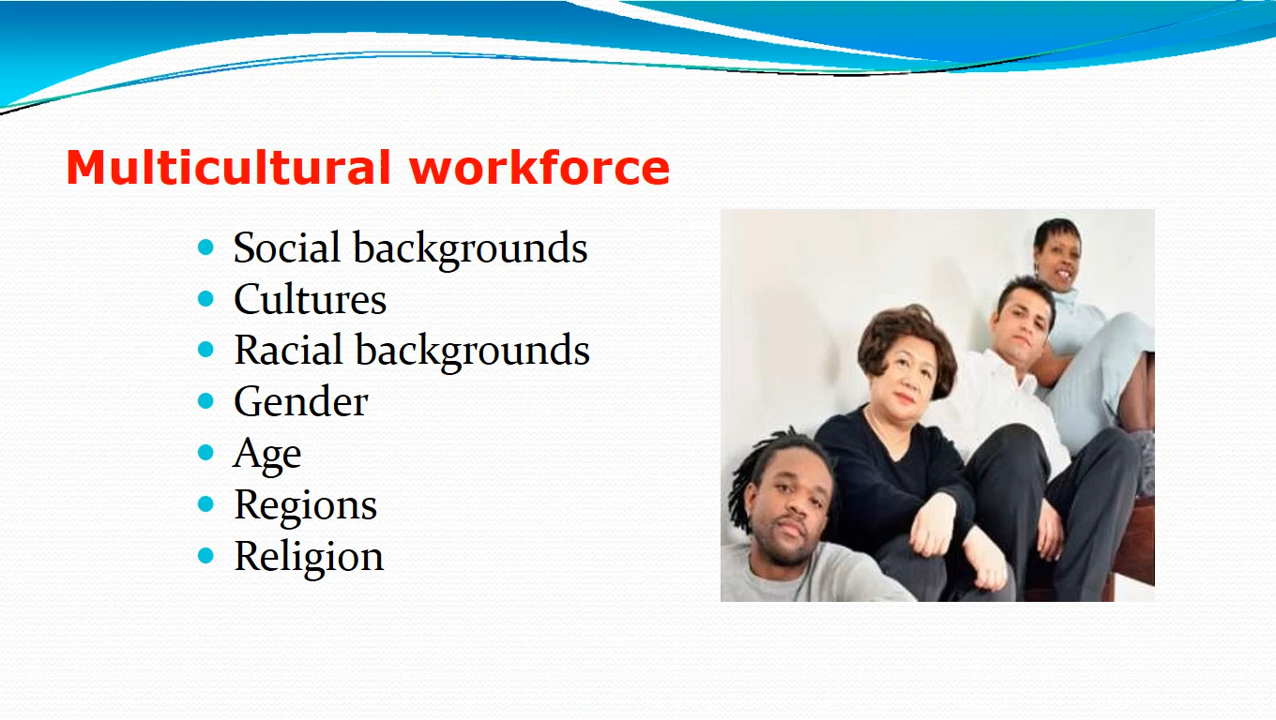 Multicultural workforce
Social backgrounds
Cultures
Racial backgrounds
Gender
Age
Regions
Religion